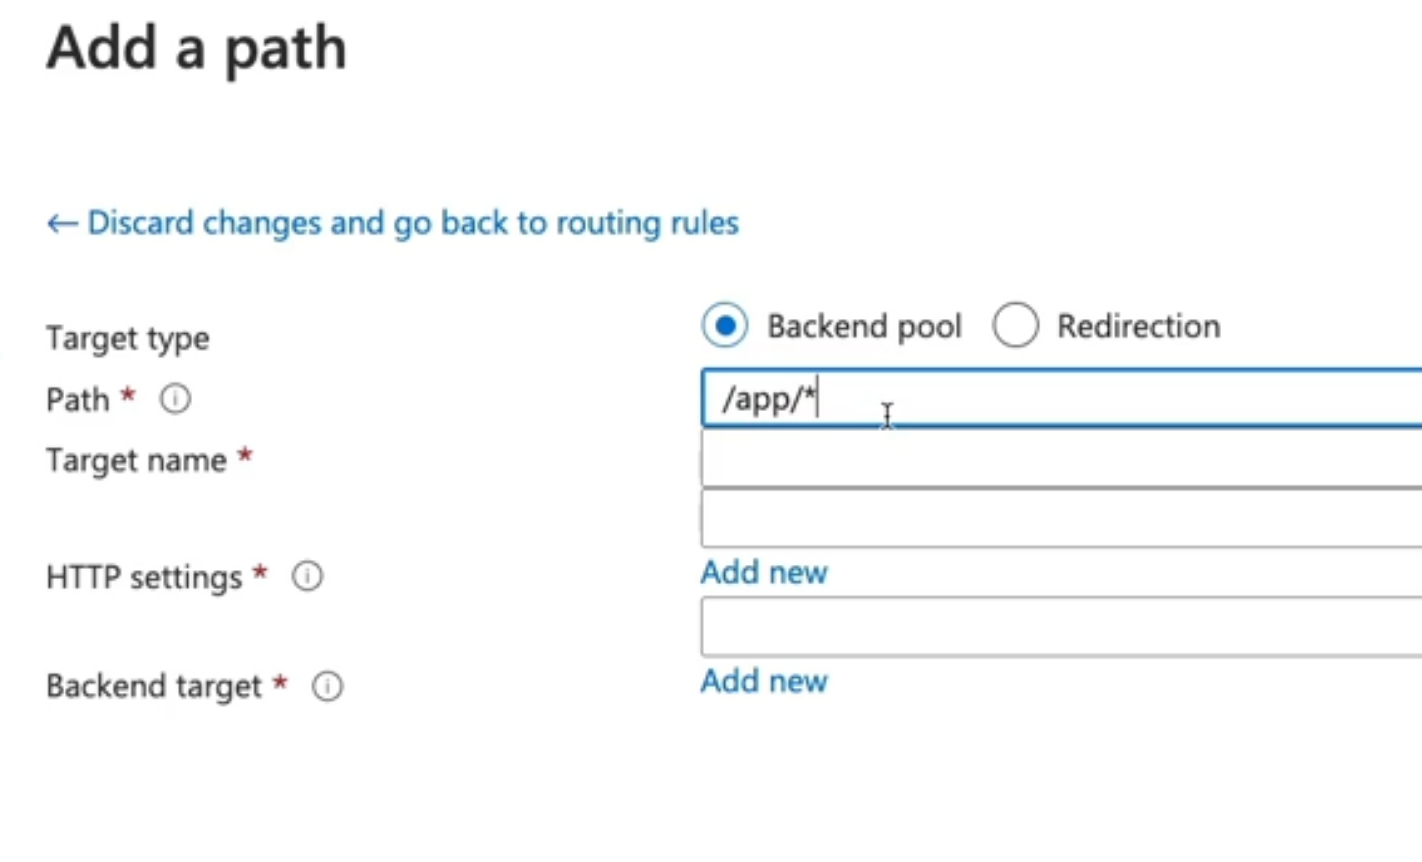 Add a path
← Discard changes and go back to routing rules
Target type Backend pool Redirection
Path * /app/*
Target name *
HTTP settings * Add new
Backend target * Add new